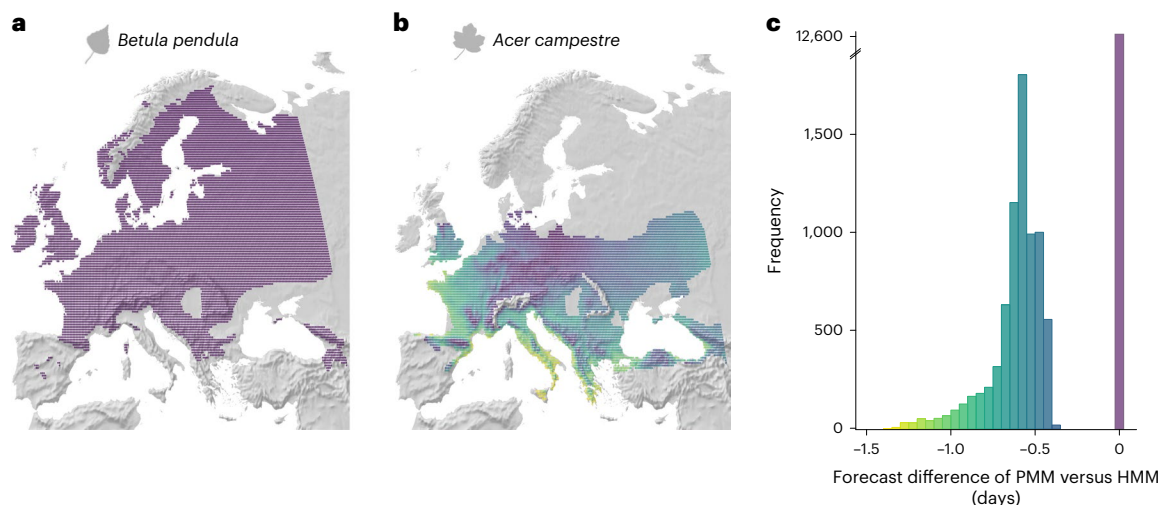 a
Betula pendula
b
Acer campestre
c
12,600
1,500
1,000
500
0
Frequency
−1.5
−1.0
−0.5
0
Forecast difference of PMM versus HMM
(days)